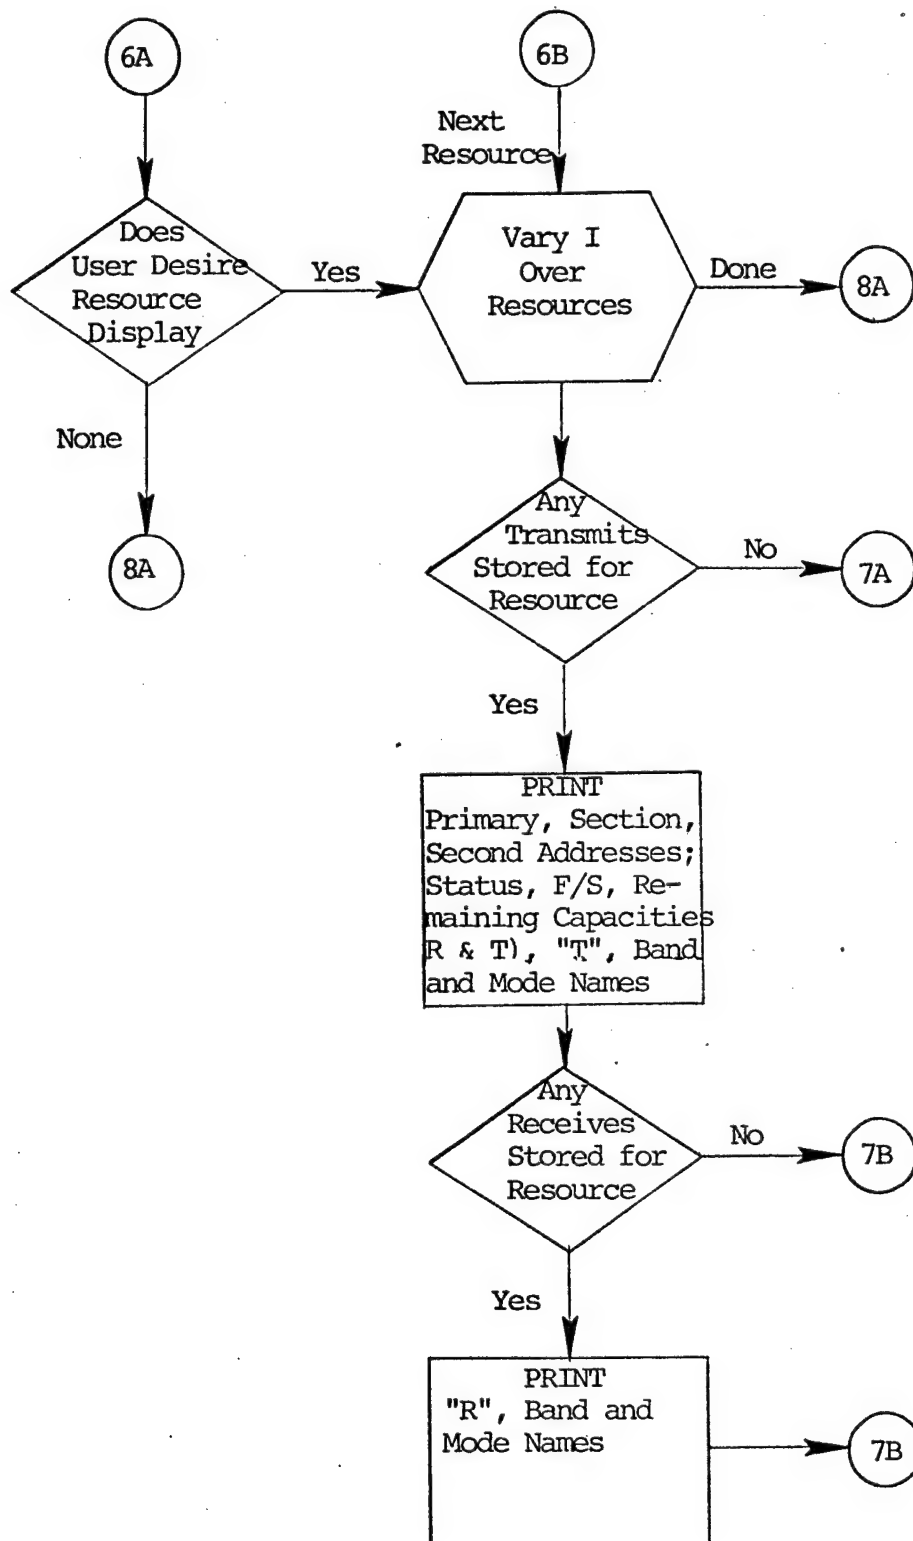 6A
6B
Next
Resource
Does
User Desire
Resource
Display
Yes
Vary I
Over
Resources
Done
8A
None
8A
Any
Transmits
Stored for
Resource
No
7A
Yes
PRINT
Primary, Section,
Second Addresses;
Status, F/S, Re-
maining Capacities
R & T), "T", Band
and Mode Names
Any
Receives
Stored for
Resource
No
7B
Yes
PRINT
"R", Band and
Mode Names
7B